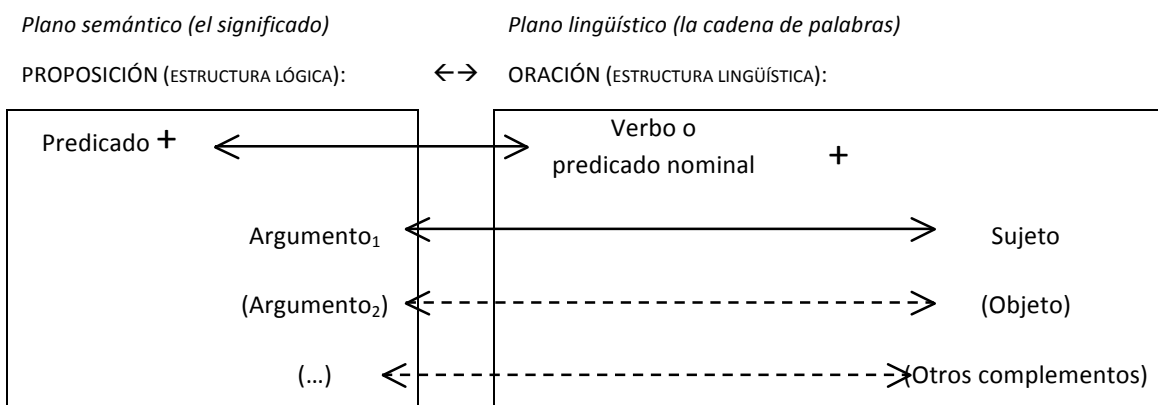 Plano semántico (el significado) Plano lingüístico (la cadena de palabras)
PROPOSICIÓN (ESTRUCTURA LÓGICA): ←→ ORACIÓN (ESTRUCTURA LINGÜÍSTICA):
Predicado + Verbo o
predicado nominal +
Argumento₁ Sujeto
(Argumento₂) (Objeto)
(…) (Otros complementos)